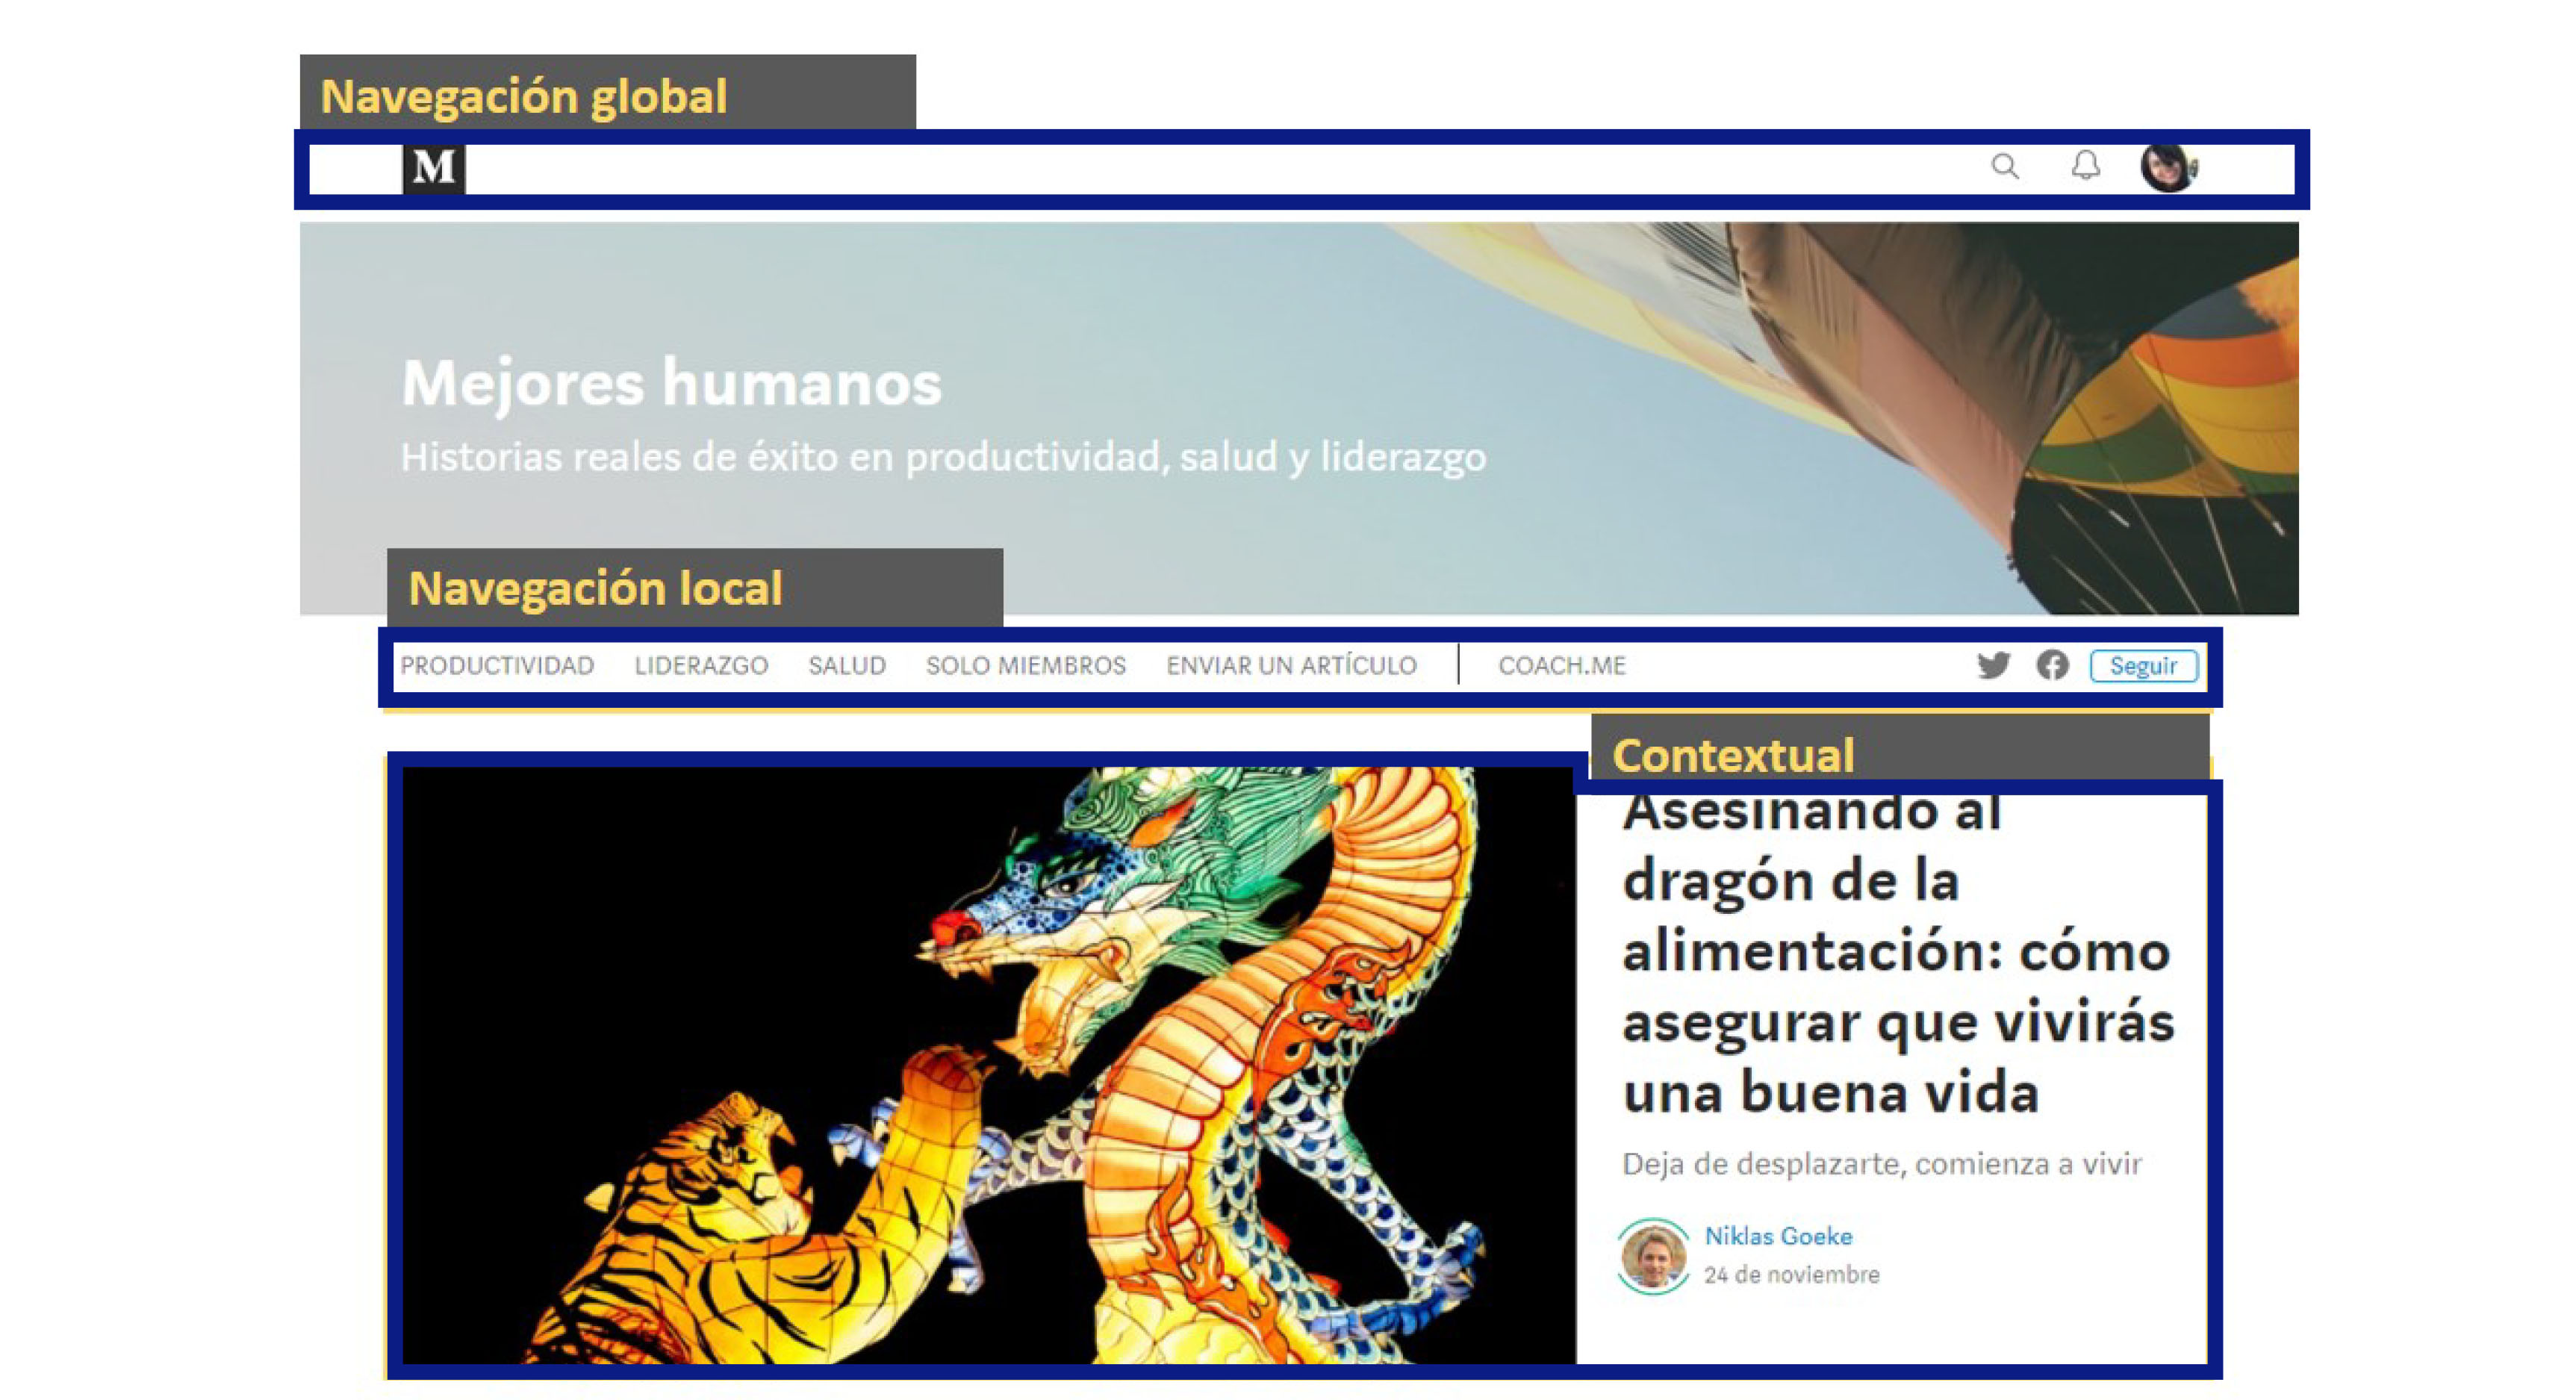 Navegación global
M
Mejores humanos
Historias reales de éxito en productividad, salud y liderazgo
Navegación local
PRODUCTIVIDAD LIDERAZGO SALUD SOLO MIEMBROS ENVIAR UN ARTÍCULO COACH.ME Seguir
Contextual
Asesinando al
dragón de la
alimentación: cómo
asegurar que vivirás
una buena vida
Deja de desplazarte, comienza a vivir
Niklas Goeke
24 de noviembre